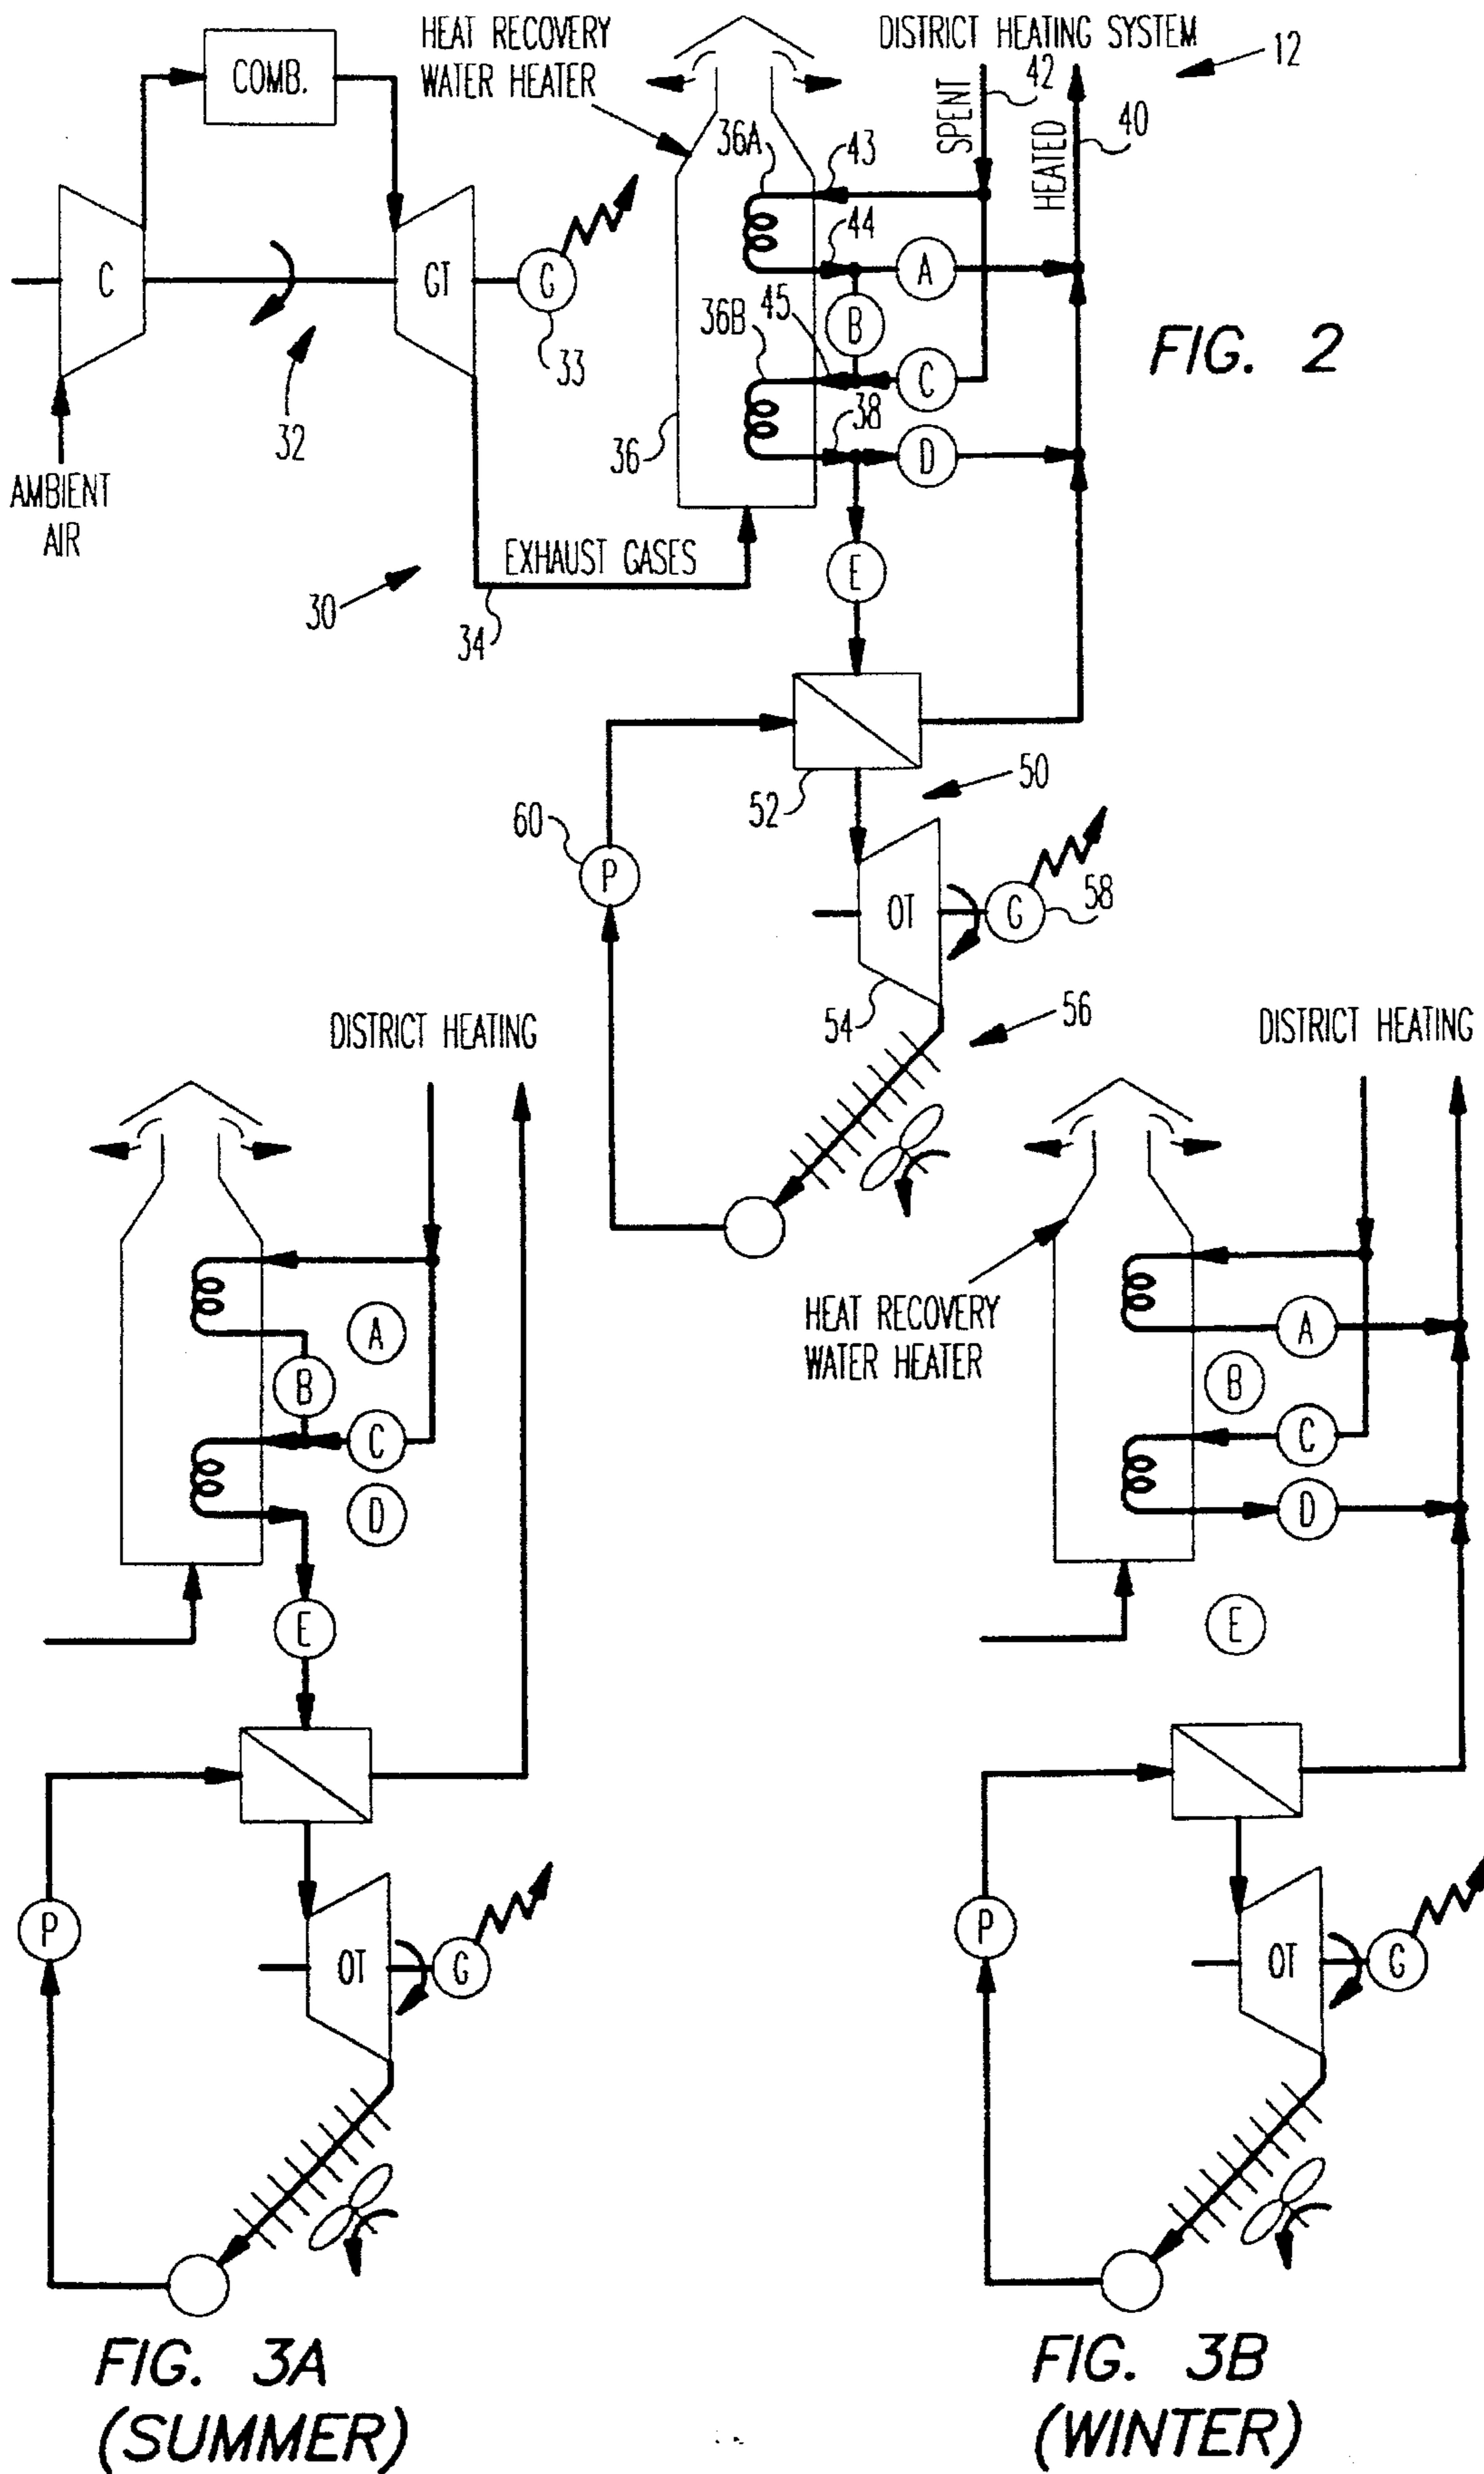 HEAT RECOVERY
WATER HEATER
DISTRICT HEATING SYSTEM
12
COMB.
SPENT
42
HEATED
40
36A
43
44
A
C
GT
G
33
32
B
36B
45
C
FIG. 2
36
38
D
AMBIENT
AIR
EXHAUST GASES
E
30
34
52
50
60
P
OT
G
58
54
56
DISTRICT HEATING
A
B
C
D
E
P
OT
G
FIG. 3A
(SUMMER)
DISTRICT HEATING
HEAT RECOVERY
WATER HEATER
A
B
C
D
E
P
OT
G
FIG. 3B
(WINTER)